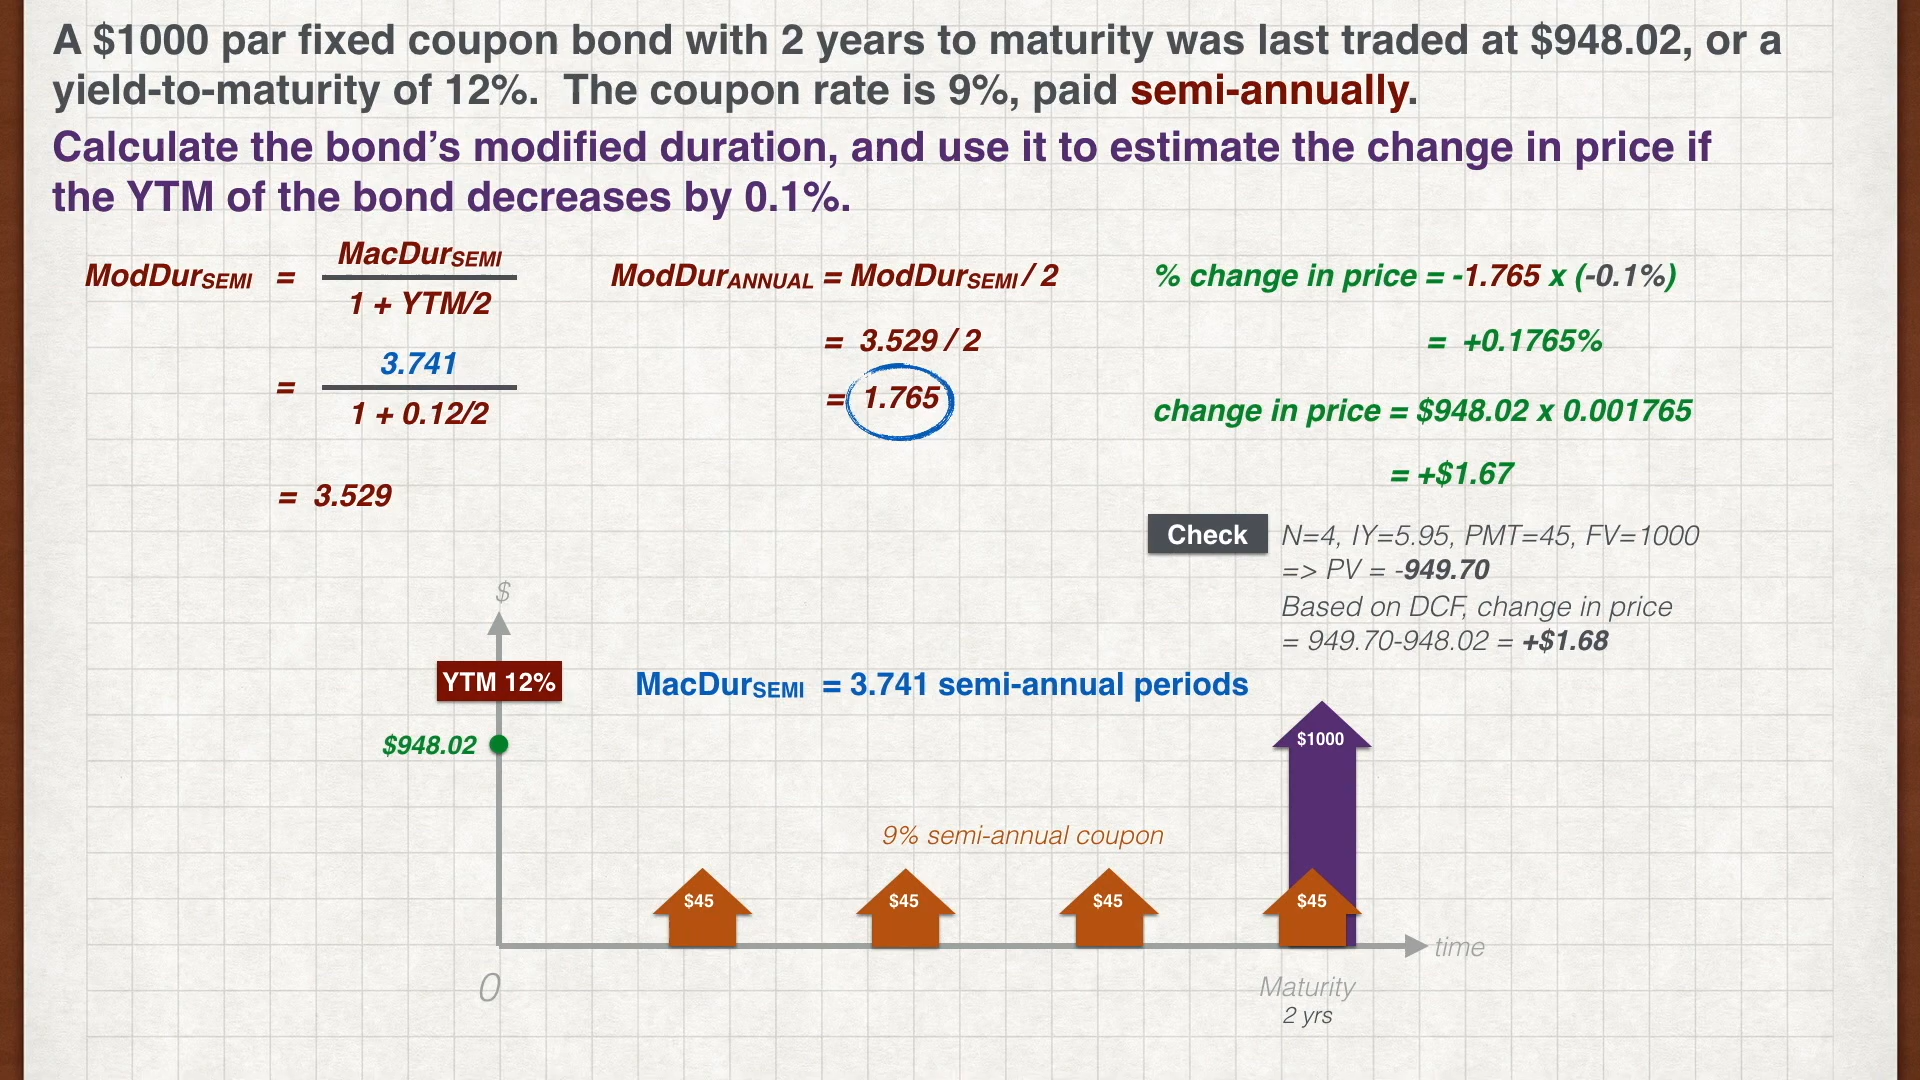 A $1000 par fixed coupon bond with 2 years to maturity was last traded at $948.02, or a
yield-to-maturity of 12%.  The coupon rate is 9%, paid semi-annually.
Calculate the bond’s modified duration, and use it to estimate the change in price if
the YTM of the bond decreases by 0.1%.
ModDurSEMI = MacDurSEMI
1 + YTM/2
= 3.741
1 + 0.12/2
= 3.529
ModDurANNUAL = ModDurSEMI / 2
= 3.529 / 2
= 1.765
% change in price = -1.765 x (-0.1%)
= +0.1765%
change in price = $948.02 x 0.001765
= +$1.67
Check
N=4, IY=5.95, PMT=45, FV=1000
=> PV = -949.70
Based on DCF, change in price
= 949.70-948.02 = +$1.68
$
YTM 12%
MacDurSEMI = 3.741 semi-annual periods
$948.02
$1000
9% semi-annual coupon
$45
$45
$45
$45
time
0
Maturity
2 yrs